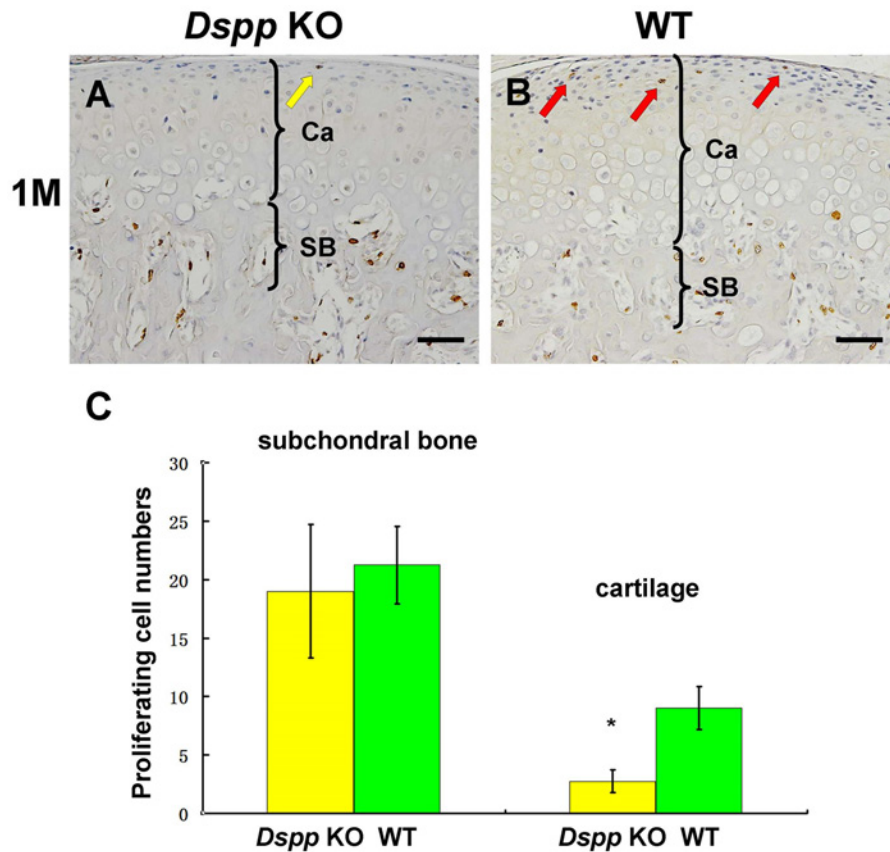 Dspp KO WT
A B
Ca Ca
1M
SB SB
C
subchondral bone
30
25
20
15
10
5
0
Proliferating cell numbers
cartilage
*
Dspp KO WT Dspp KO WT